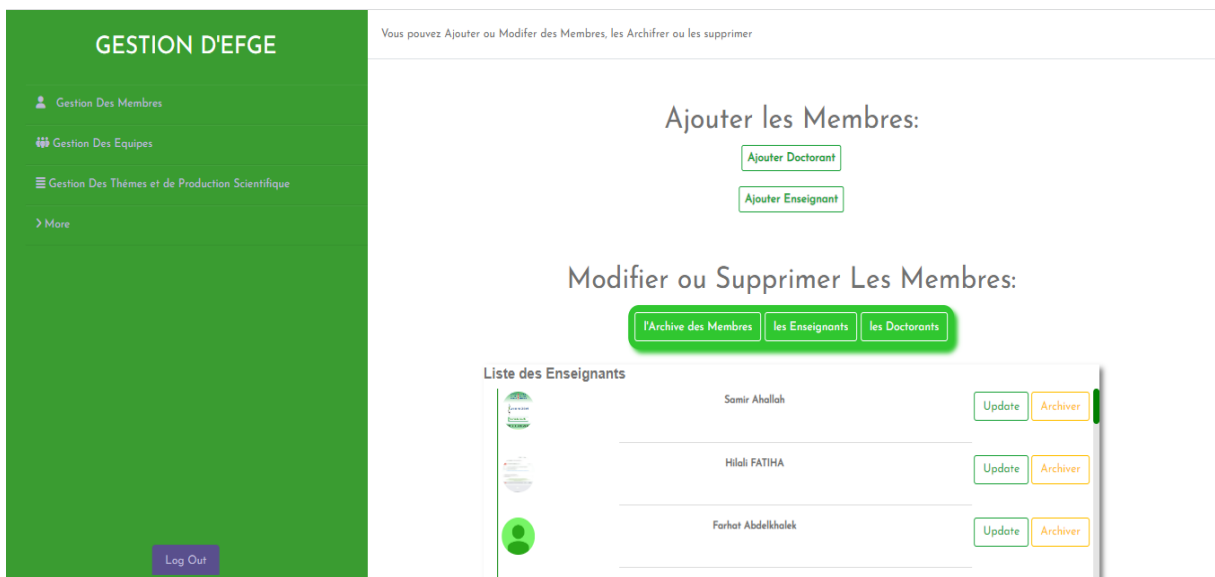 GESTION D'EFGE
Gestion Des Membres
Gestion Des Equipes
Gestion Des Thèmes et de Production Scientifique
More
Log Out
Vous pouvez Ajouter ou Modifer des Membres, les Archifrer ou les supprimer
Ajouter les Membres:
Ajouter Doctorant
Ajouter Enseignant
Modifier ou Supprimer Les Membres:
l'Archive des Membres les Enseignants les Doctorants
Liste des Enseignants
Samir Ahallah Update Archiver
Hilali FATIHA Update Archiver
Farhat Abdelkhalek Update Archiver